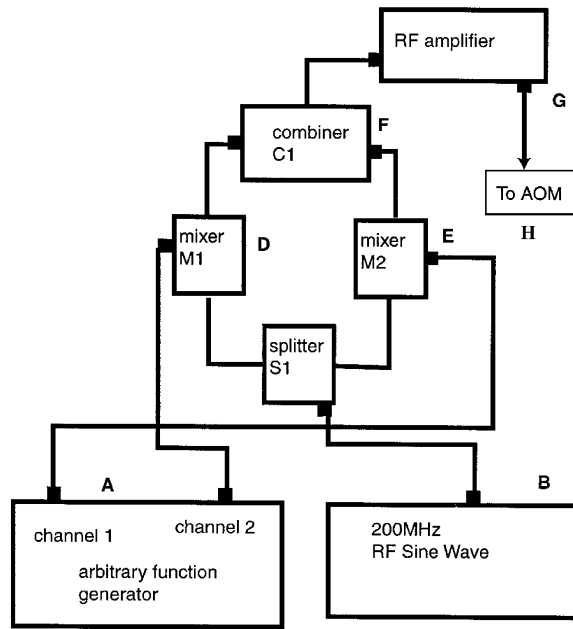 RF amplifier
G
combiner
C1
F
To AOM
H
mixer
M1
D
mixer
M2
E
splitter
S1
A
B
channel 1
channel 2
arbitrary function
generator
200MHz
RF Sine Wave